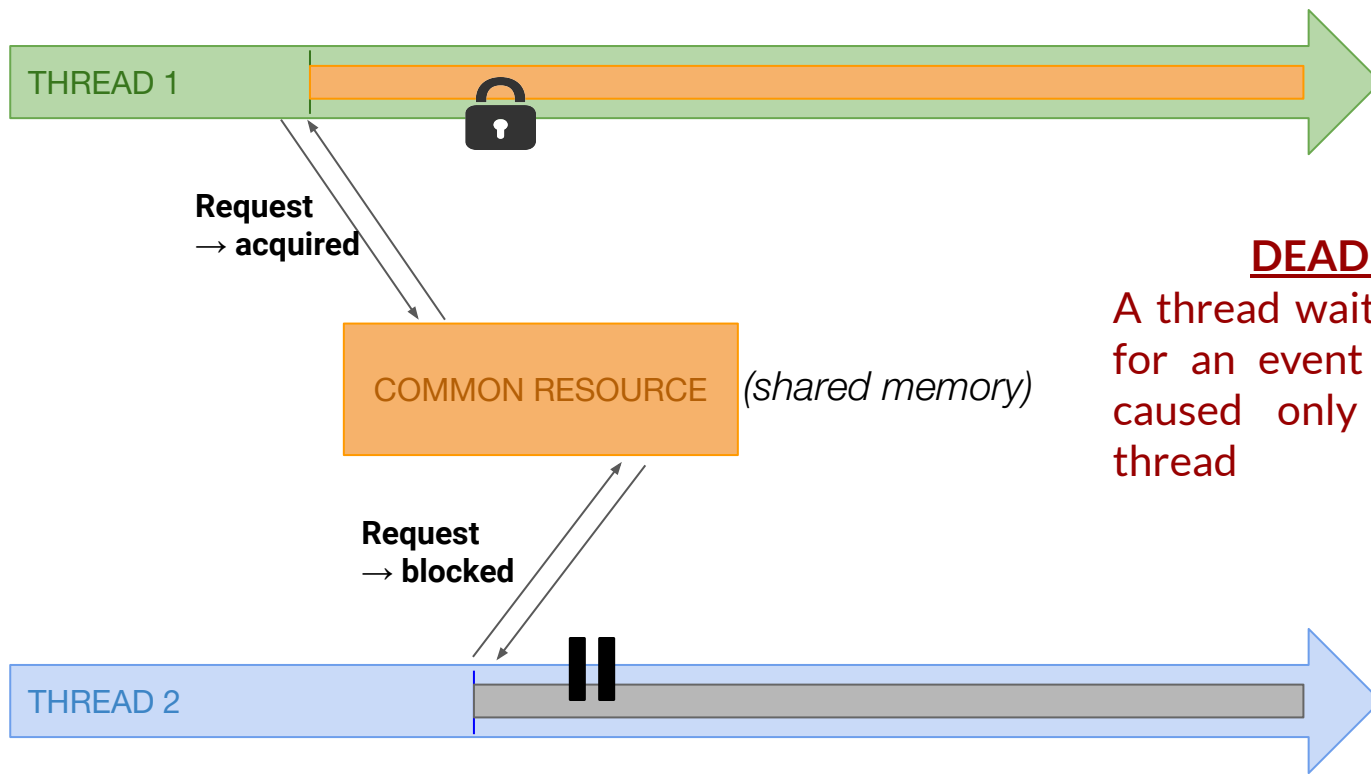 THREAD 1
Request
→ acquired
DEAD
A thread wait
for an event
caused only
thread
COMMON RESOURCE
(shared memory)
Request
→ blocked
THREAD 2